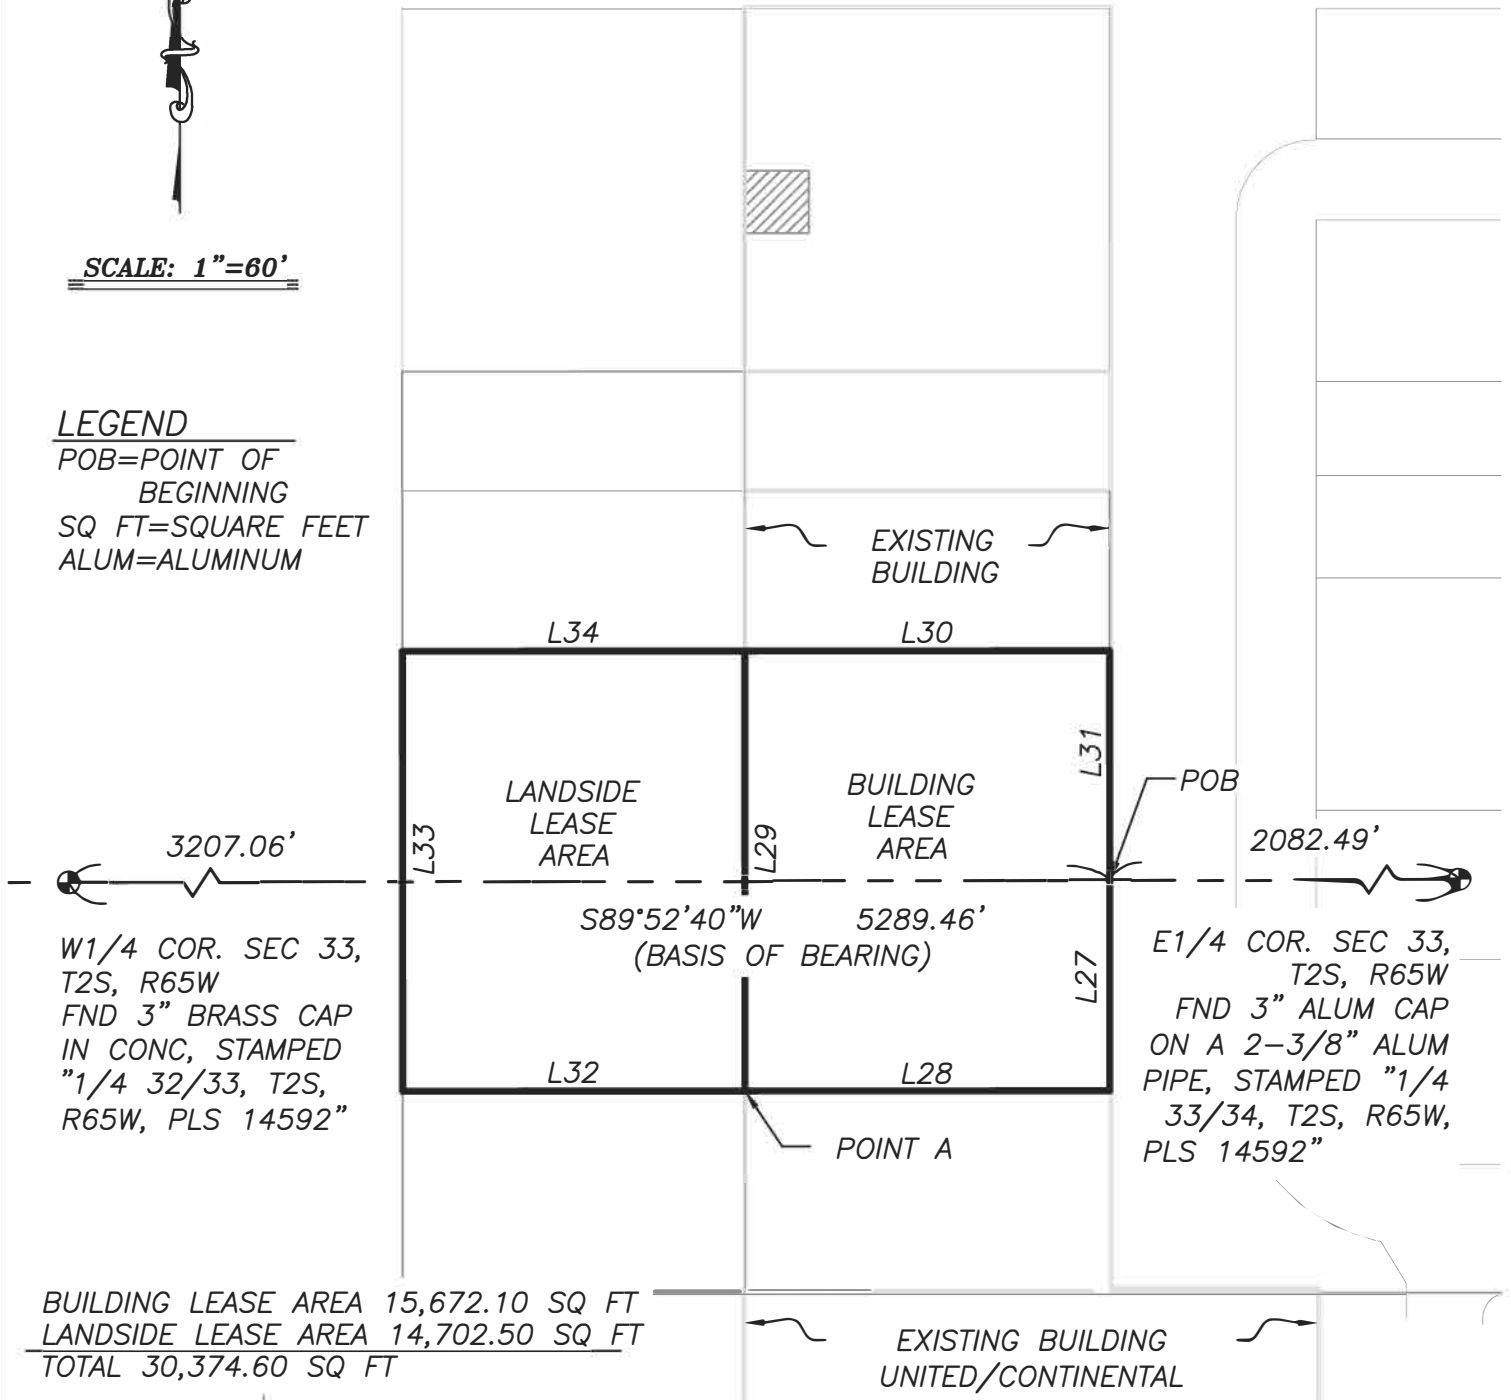 SCALE: 1"=60'
LEGEND
POB=POINT OF
BEGINNING
SQ FT=SQUARE FEET
ALUM=ALUMINUM
EXISTING
BUILDING
L34
L30
L31
LANDSIDE
LEASE
AREA
BUILDING
LEASE
AREA
POB
L33
L29
3207.06'
2082.49'
S89°52'40"W 5289.46'
(BASIS OF BEARING)
L27
W1/4 COR. SEC 33,
T2S, R65W
FND 3" BRASS CAP
IN CONC, STAMPED
"1/4 32/33, T2S,
R65W, PLS 14592"
E1/4 COR. SEC 33,
T2S, R65W
FND 3" ALUM CAP
ON A 2-3/8" ALUM
PIPE, STAMPED "1/4
33/34, T2S, R65W,
PLS 14592"
L32
L28
POINT A
BUILDING LEASE AREA 15,672.10 SQ FT
LANDSIDE LEASE AREA 14,702.50 SQ FT
TOTAL 30,374.60 SQ FT
EXISTING BUILDING
UNITED/CONTINENTAL